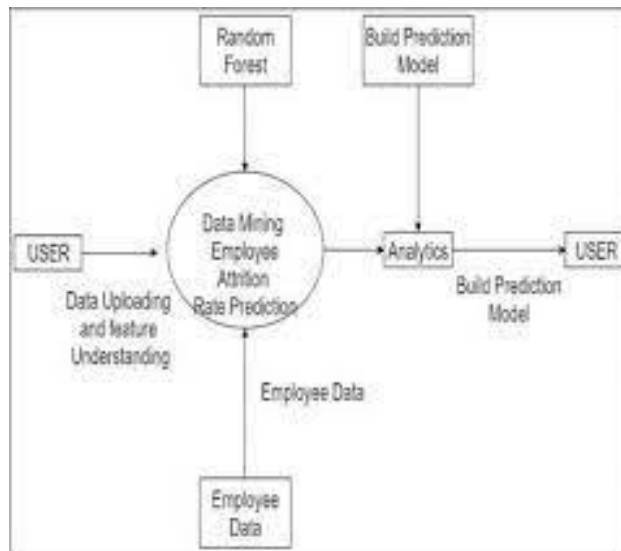 Random
Forest
Build Prediction
Model
Data Mining
Employee
Attrition
Rate Prediction
USER
Analytics
USER
Data Uploading
and feature
Understanding
Build Prediction
Model
Employee Data
Employee
Data